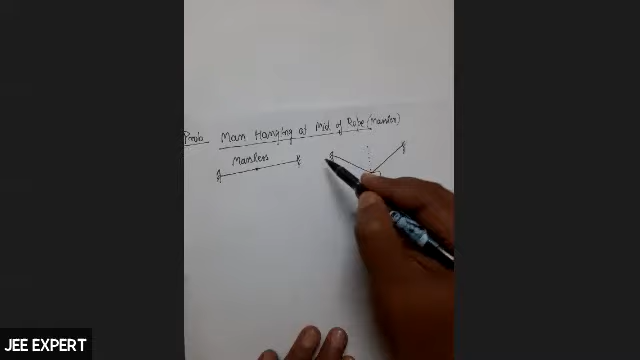 Prob. Man Hanging at Mid of Rope (Massless)
Massless
JEE EXPERT